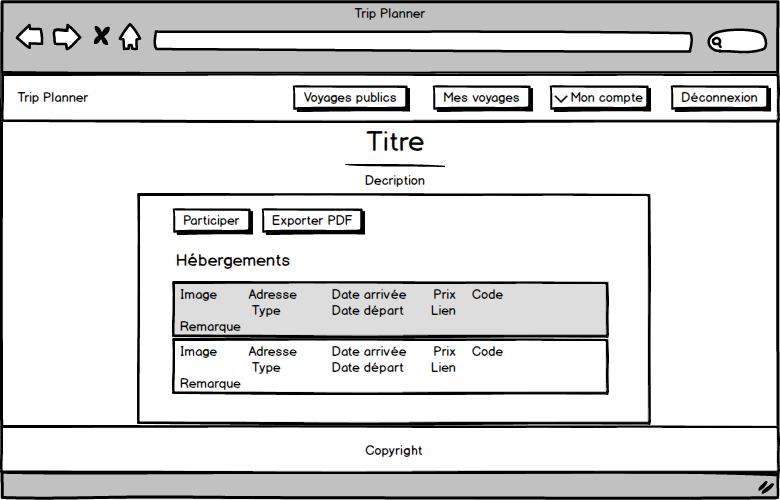 Trip Planner
Trip Planner Voyages publics Mes voyages Mon compte Déconnexion
Titre
Decription
Participer Exporter PDF
Hébergements
Image Adresse Date arrivée Prix Code
Type Date départ Lien
Remarque
Image Adresse Date arrivée Prix Code
Type Date départ Lien
Remarque
Copyright